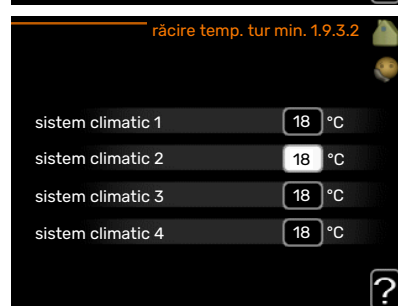 răcire temp. tur min. 1.9.3.2
sistem climatic 1 18 °C
sistem climatic 2 18 °C
sistem climatic 3 18 °C
sistem climatic 4 18 °C
?